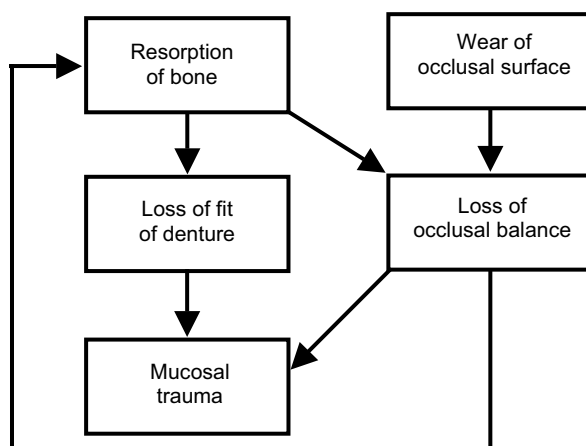 Resorption
of bone
Wear of
occlusal surface
Loss of fit
of denture
Loss of
occlusal balance
Mucosal
trauma